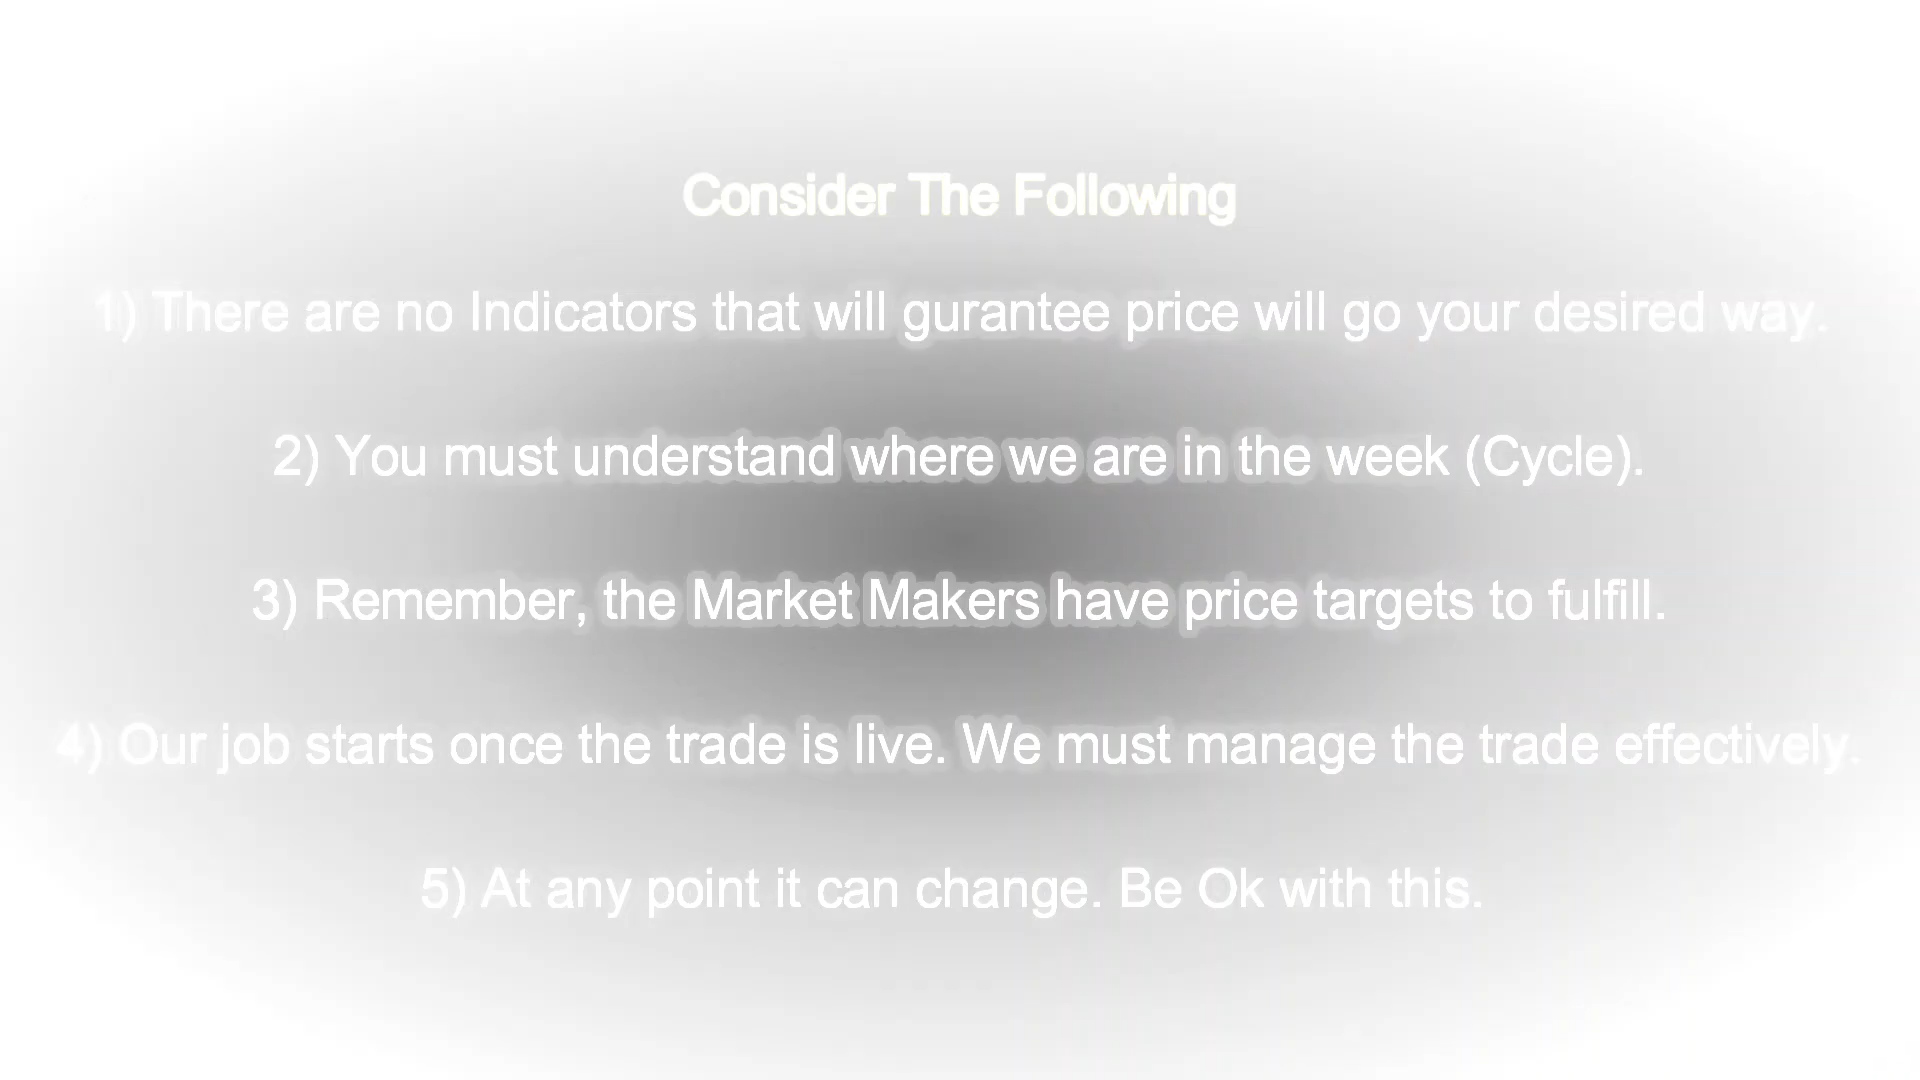 Consider The Following
1) There are no Indicators that will gurantee price will go your desired way.
2) You must understand where we are in the week (Cycle).
3) Remember, the Market Makers have price targets to fulfill.
4) Our job starts once the trade is live. We must manage the trade effectively.
5) At any point it can change. Be Ok with this.